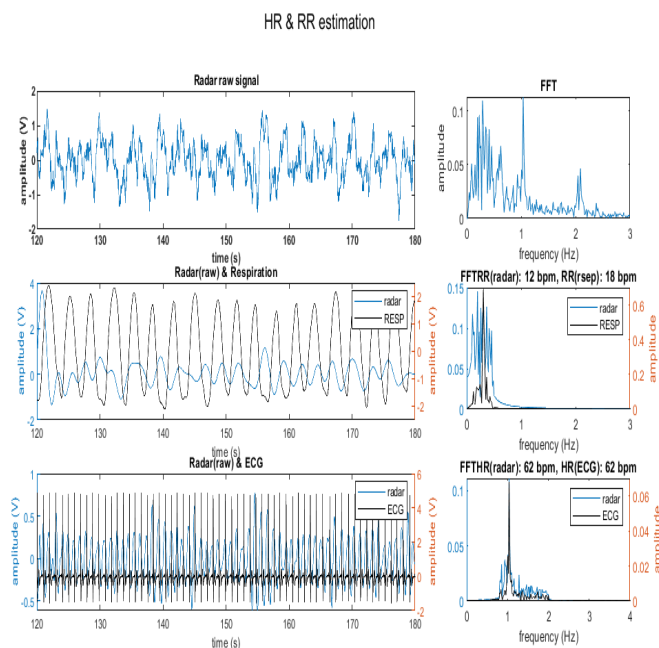 HR & RR estimation
Radar raw signal
amplitude (V)
2
1
0
-1
-2
120 130 140 150 160 170 180
time (s)
FFT
amplitude
0.1
0.05
0
0 1 2 3
frequency (Hz)
Radar(raw) & Respiration
amplitude (V)
4
2
0
-2
radar
RESP
2
1
0
-1
-2
amplitude (V)
120 130 140 150 160 170 180
time (s)
FFTRR(radar): 12 bpm, RR(rsep): 18 bpm
amplitude (V)
0.15
0.1
0.05
0
radar
RESP
0.6
0.4
0.2
0
amplitude
0 1 2 3
frequency (Hz)
Radar(raw) & ECG
amplitude (V)
1
0.5
0
-0.5
radar
ECG
6
4
2
0
-2
amplitude (V)
120 130 140 150 160 170 180
time (s)
FFTHR(radar): 62 bpm, HR(ECG): 62 bpm
amplitude (V)
0.1
0.05
0
radar
ECG
0.06
0.04
0.02
0
amplitude
0 1 2 3 4
frequency (Hz)